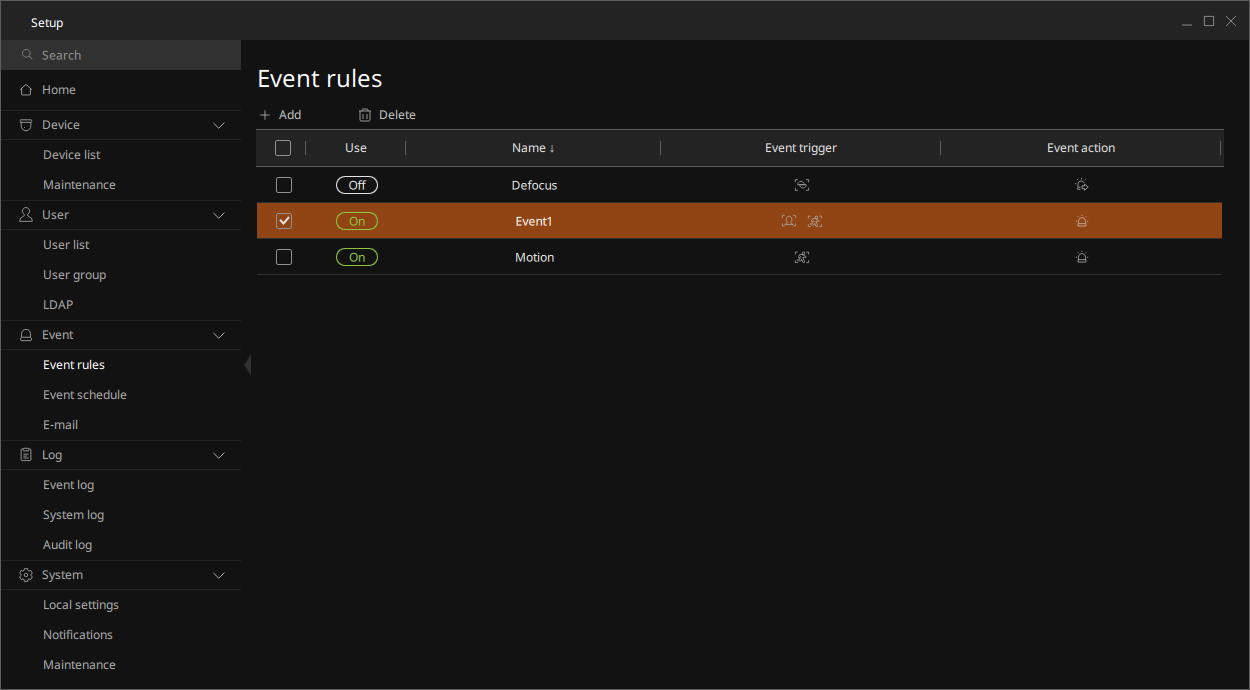 Setup
Search
Home
Device
Device list
Maintenance
User
User list
User group
LDAP
Event
Event rules
Event schedule
E-mail
Log
Event log
System log
Audit log
System
Local settings
Notifications
Maintenance
Event rules
Add Delete
Use Name ↓ Event trigger Event action
Off Defocus
On Event1
On Motion